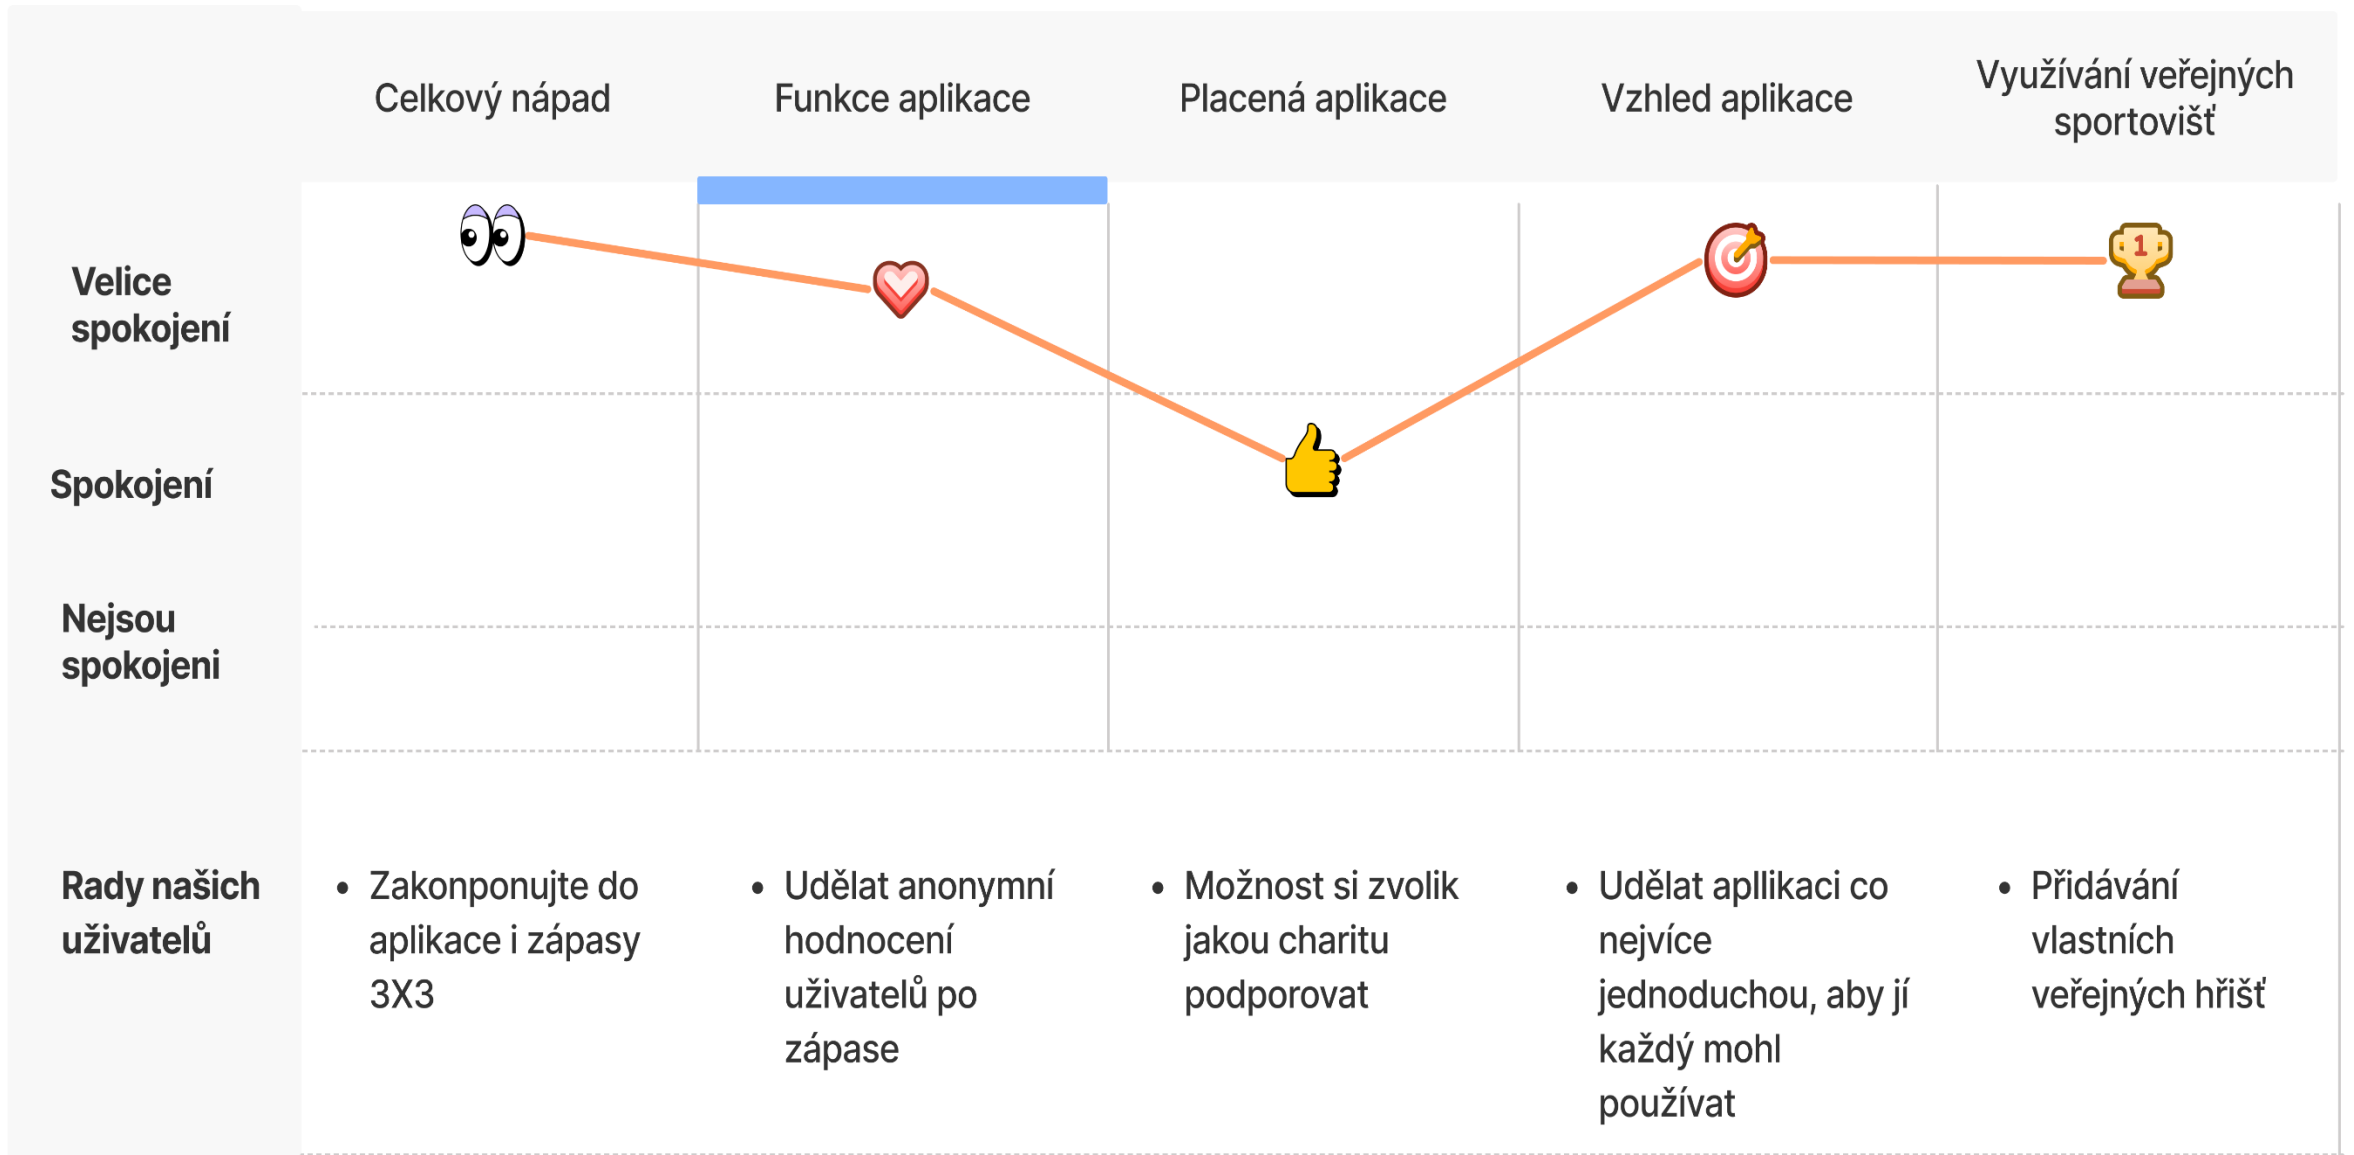 Celkový nápad
Funkce aplikace
Placená aplikace
Vzhled aplikace
Využívání veřejných
sportovišť
Velice
spokojení
1
Spokojení
Nejsou
spokojeni
Rady našich
uživatelů
• Zakonponujte do
aplikace i zápasy
3X3
• Udělat anonymní
hodnocení
uživatelů po
zápase
• Možnost si zvolik
jakou charitu
podporovat
• Udělat apllikaci co
nejvíce
jednoduchou, aby jí
každý mohl
používat
• Přidávání
vlastních
veřejných hřišť